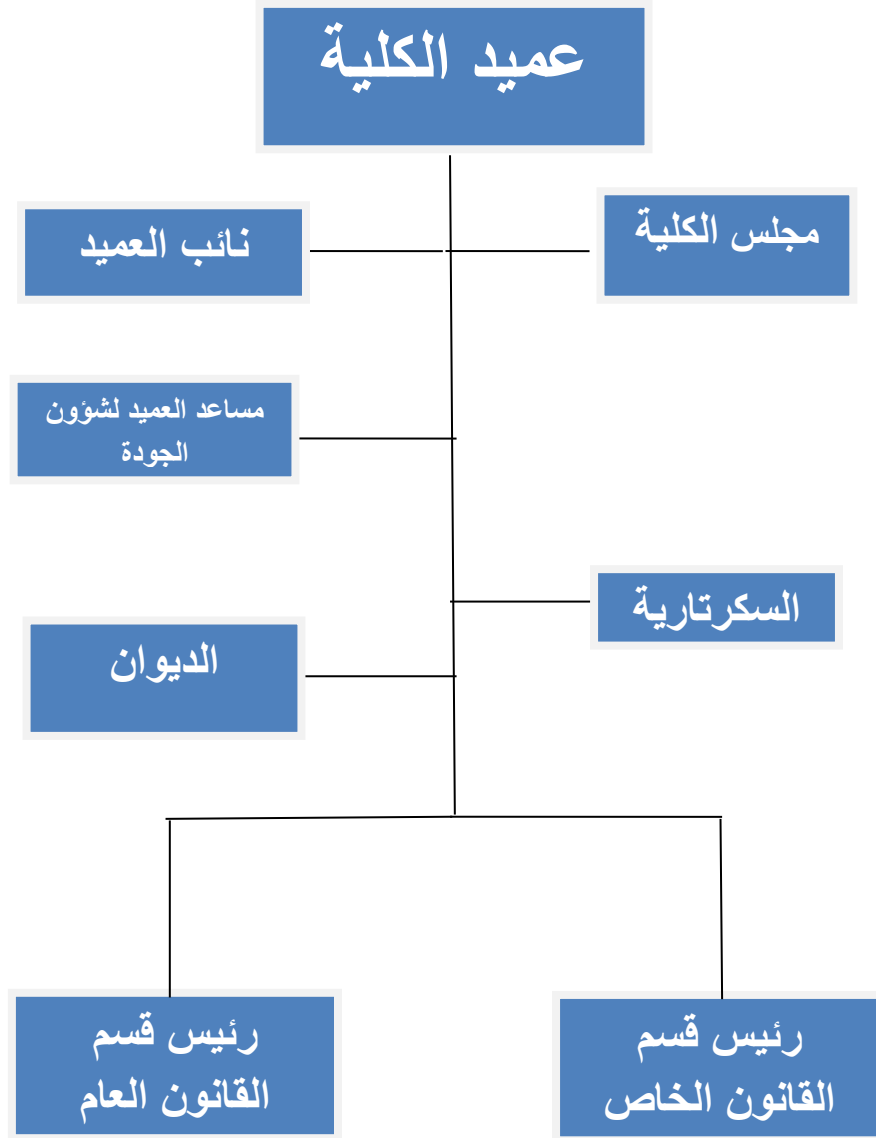 عميد الكلية
مجلس الكلية
نائب العميد
مساعد العميد لشؤون
الجودة
السكرتارية
الديوان
رئيس قسم
القانون الخاص
رئيس قسم
القانون العام